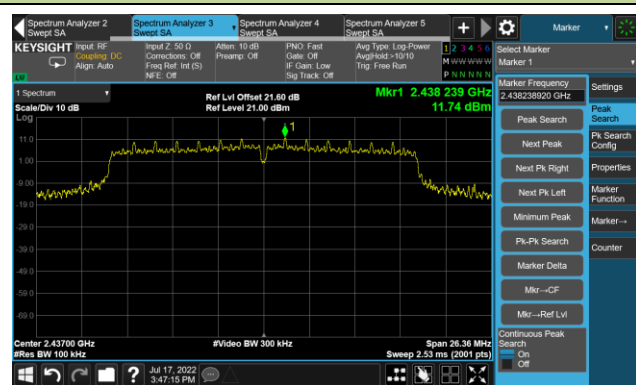 Spectrum Analyzer 2
Swept SA
Spectrum Analyzer 3
Swept SA
Spectrum Analyzer 4
Swept SA
Spectrum Analyzer 5
Swept SA
+
Marker
KEYSIGHT
Input: RF
Coupling: DC
Align: Auto
Input Z: 50 Ω
Corrections: Off
Freq Ref: Int (S)
NFE: Off
Atten: 10 dB
Preamp: Off
PNO: Fast
Gate: Off
IF Gain: Low
Sig Track: Off
Avg Type: Log-Power
Avg|Hold:>10/10
Trig: Free Run
1 2 3 4 5 6
M W W W W W
P N N N N N
LW
Select Marker
Marker 1
1 Spectrum
Scale/Div 10 dB
Log
Ref Lvl Offset 21.60 dB
Ref Level 21.00 dBm
Mkr1 2.438 239 GHz
11.74 dBm
1
11.0
1.00
-9.00
-19.0
-29.0
-39.0
-49.0
-59.0
-69.0
Center 2.43700 GHz
#Res BW 100 kHz
#Video BW 300 kHz
Span 26.36 MHz
Sweep 2.53 ms (2001 pts)
Marker Frequency
2.438238920 GHz
Peak Search
Next Peak
Next Pk Right
Next Pk Left
Minimum Peak
Pk-Pk Search
Marker Delta
Mkr→CF
Mkr→Ref Lvl
Continuous Peak
Search
On
Off
Settings
Peak
Search
Pk Search
Config
Properties
Marker
Function
Marker→
Counter
?
Jul 17, 2022
3:47:15 PM